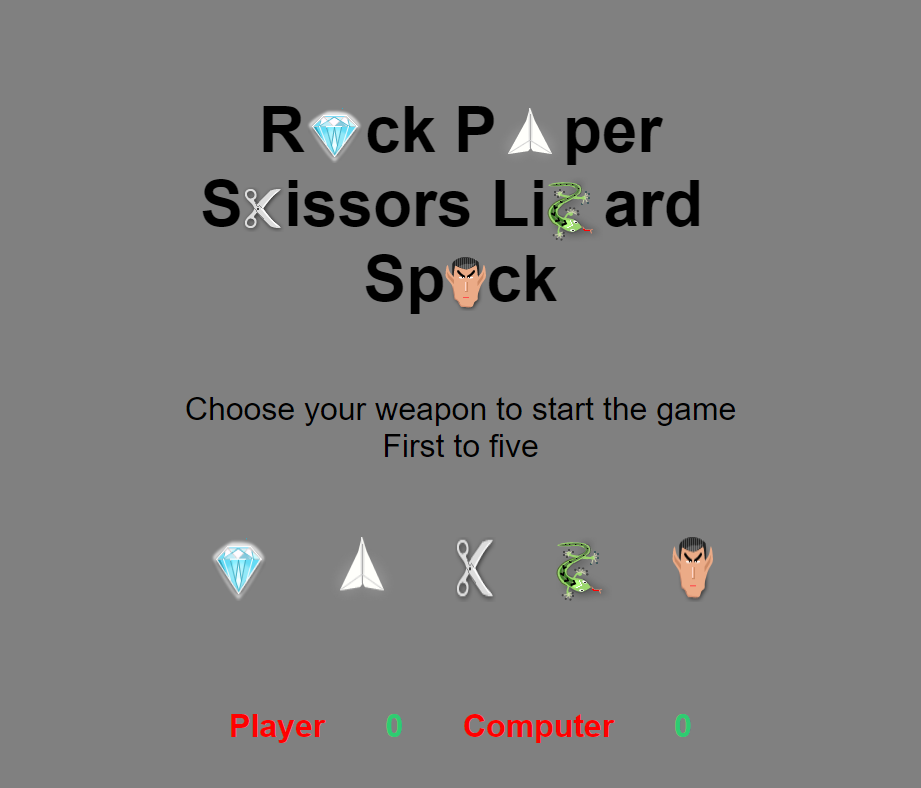 Rock Paper
Scissors Lizard
Spock
Choose your weapon to start the game
First to five
Player 0 Computer 0